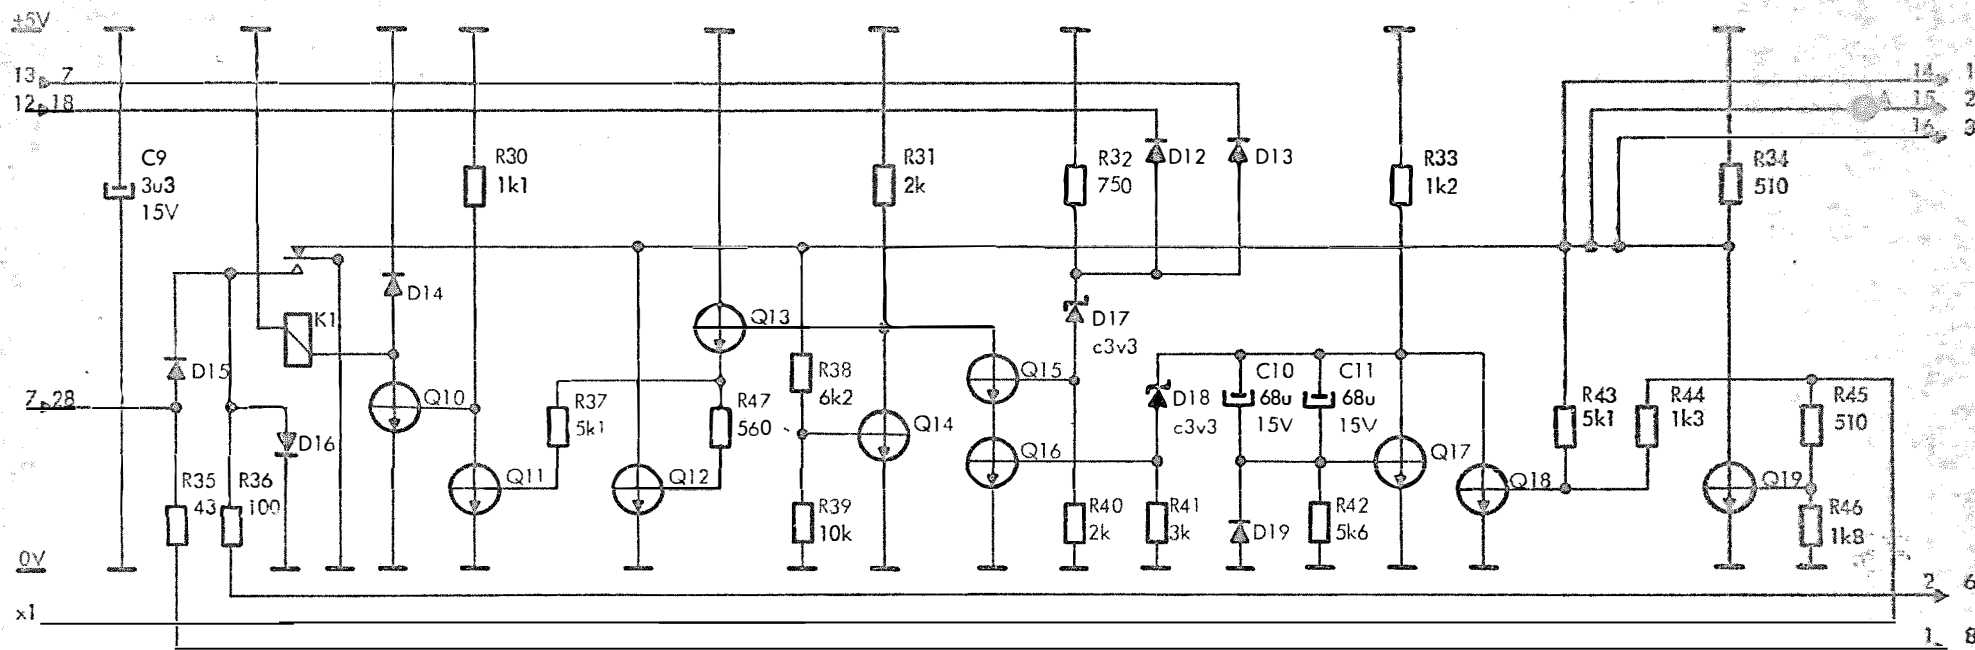 +5V
13 7
12 18
14 1
15 2
16 3
C9
3u3
15V
R30
1k1
R31
2k
R32
750
D12
D13
R33
1k2
R34
510
K1
D14
Q13
D17
c3v3
D15
7 28
Q10
R37
5k1
R47
560
R38
6k2
Q15
D18
c3v3
C10
68u
15V
C11
68u
15V
R43
5k1
R44
1k3
R45
510
D16
Q14
Q16
Q17
R35
43
R36
100
Q11
Q12
R39
10k
R40
2k
R41
3k
D19
R42
5k6
Q18
Q19
R46
1k8
0V
2 6
x1
1 8